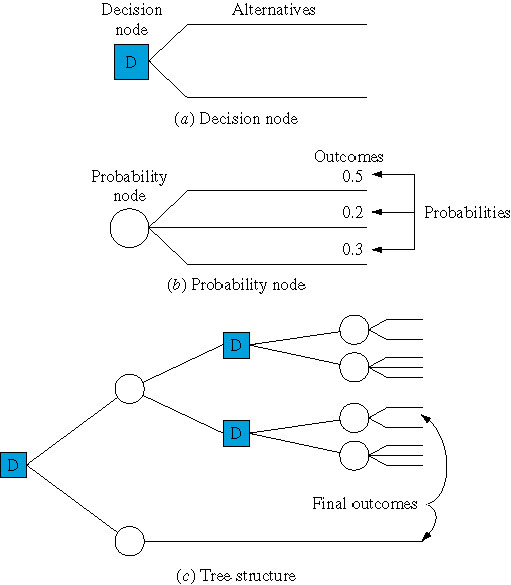 Decision
node
Alternatives
D
(a) Decision node
Outcomes
Probability
node
0.5
0.2
Probabilities
0.3
(b) Probability node
D
D
D
Final outcomes
(c) Tree structure